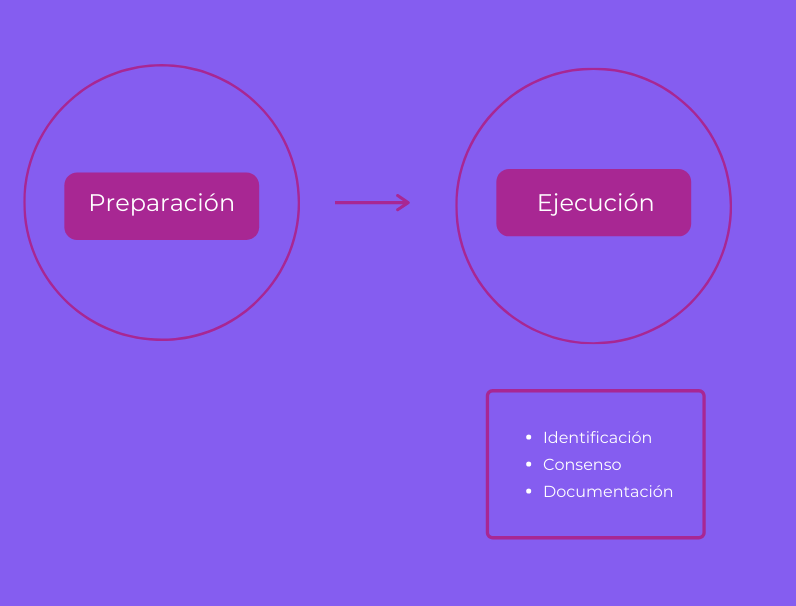 Preparación
Ejecución
Identificación
Consenso
Documentación